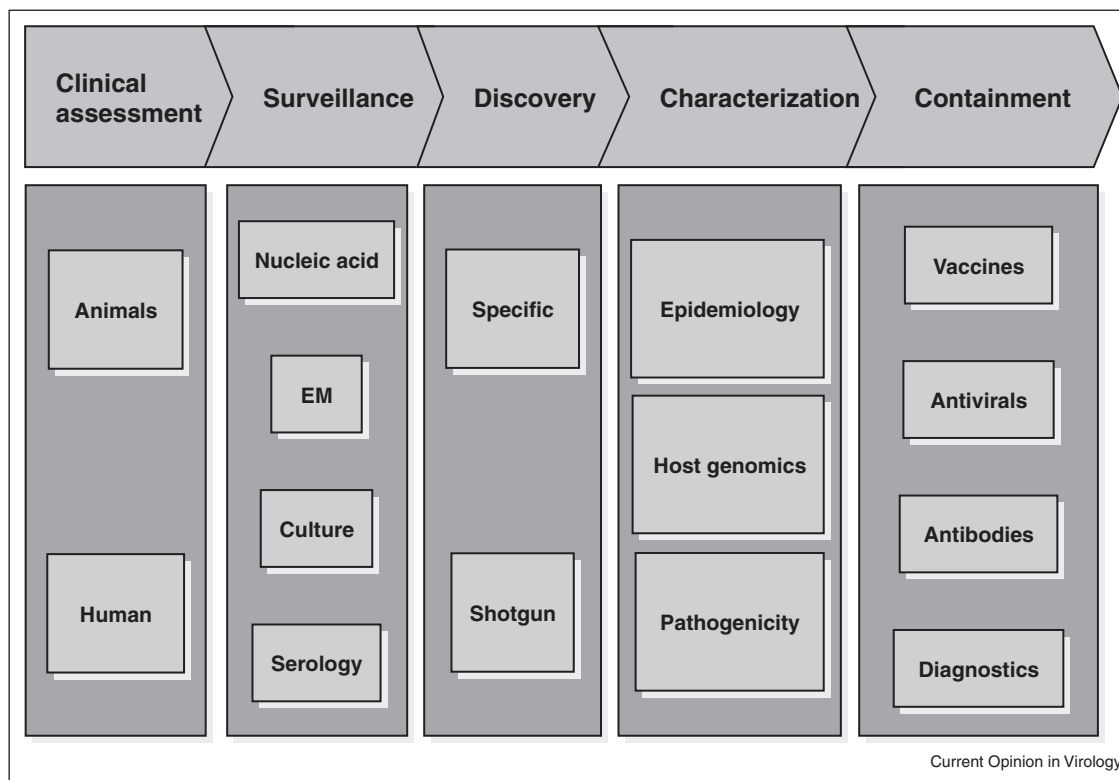 Clinical
assessment
Surveillance
Discovery
Characterization
Containment
Animals
Human
Nucleic acid
EM
Culture
Serology
Specific
Shotgun
Epidemiology
Host genomics
Pathogenicity
Vaccines
Antivirals
Antibodies
Diagnostics
Current Opinion in Virology